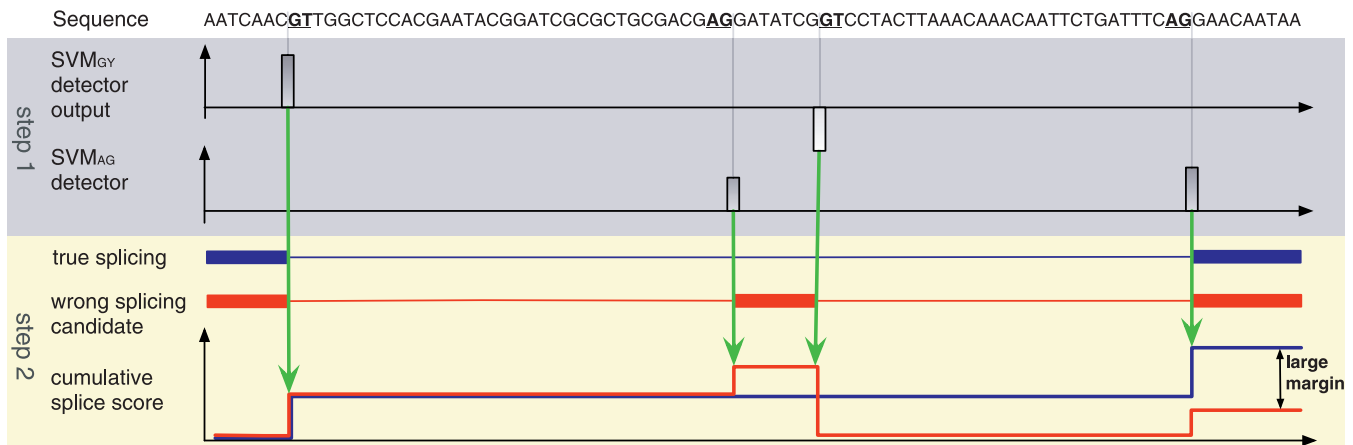 Sequence AATCAACGTTGGCTCCACGAATACGGATCGCGCTGCGACGAGGATATCGGTCCTACTTAAACAAACAATTCTGATTTCAGGAACAATAA
step 1
SVMGY
detector
output
SVMAG
detector
step 2
true splicing
wrong splicing
candidate
cumulative
splice score
large
margin